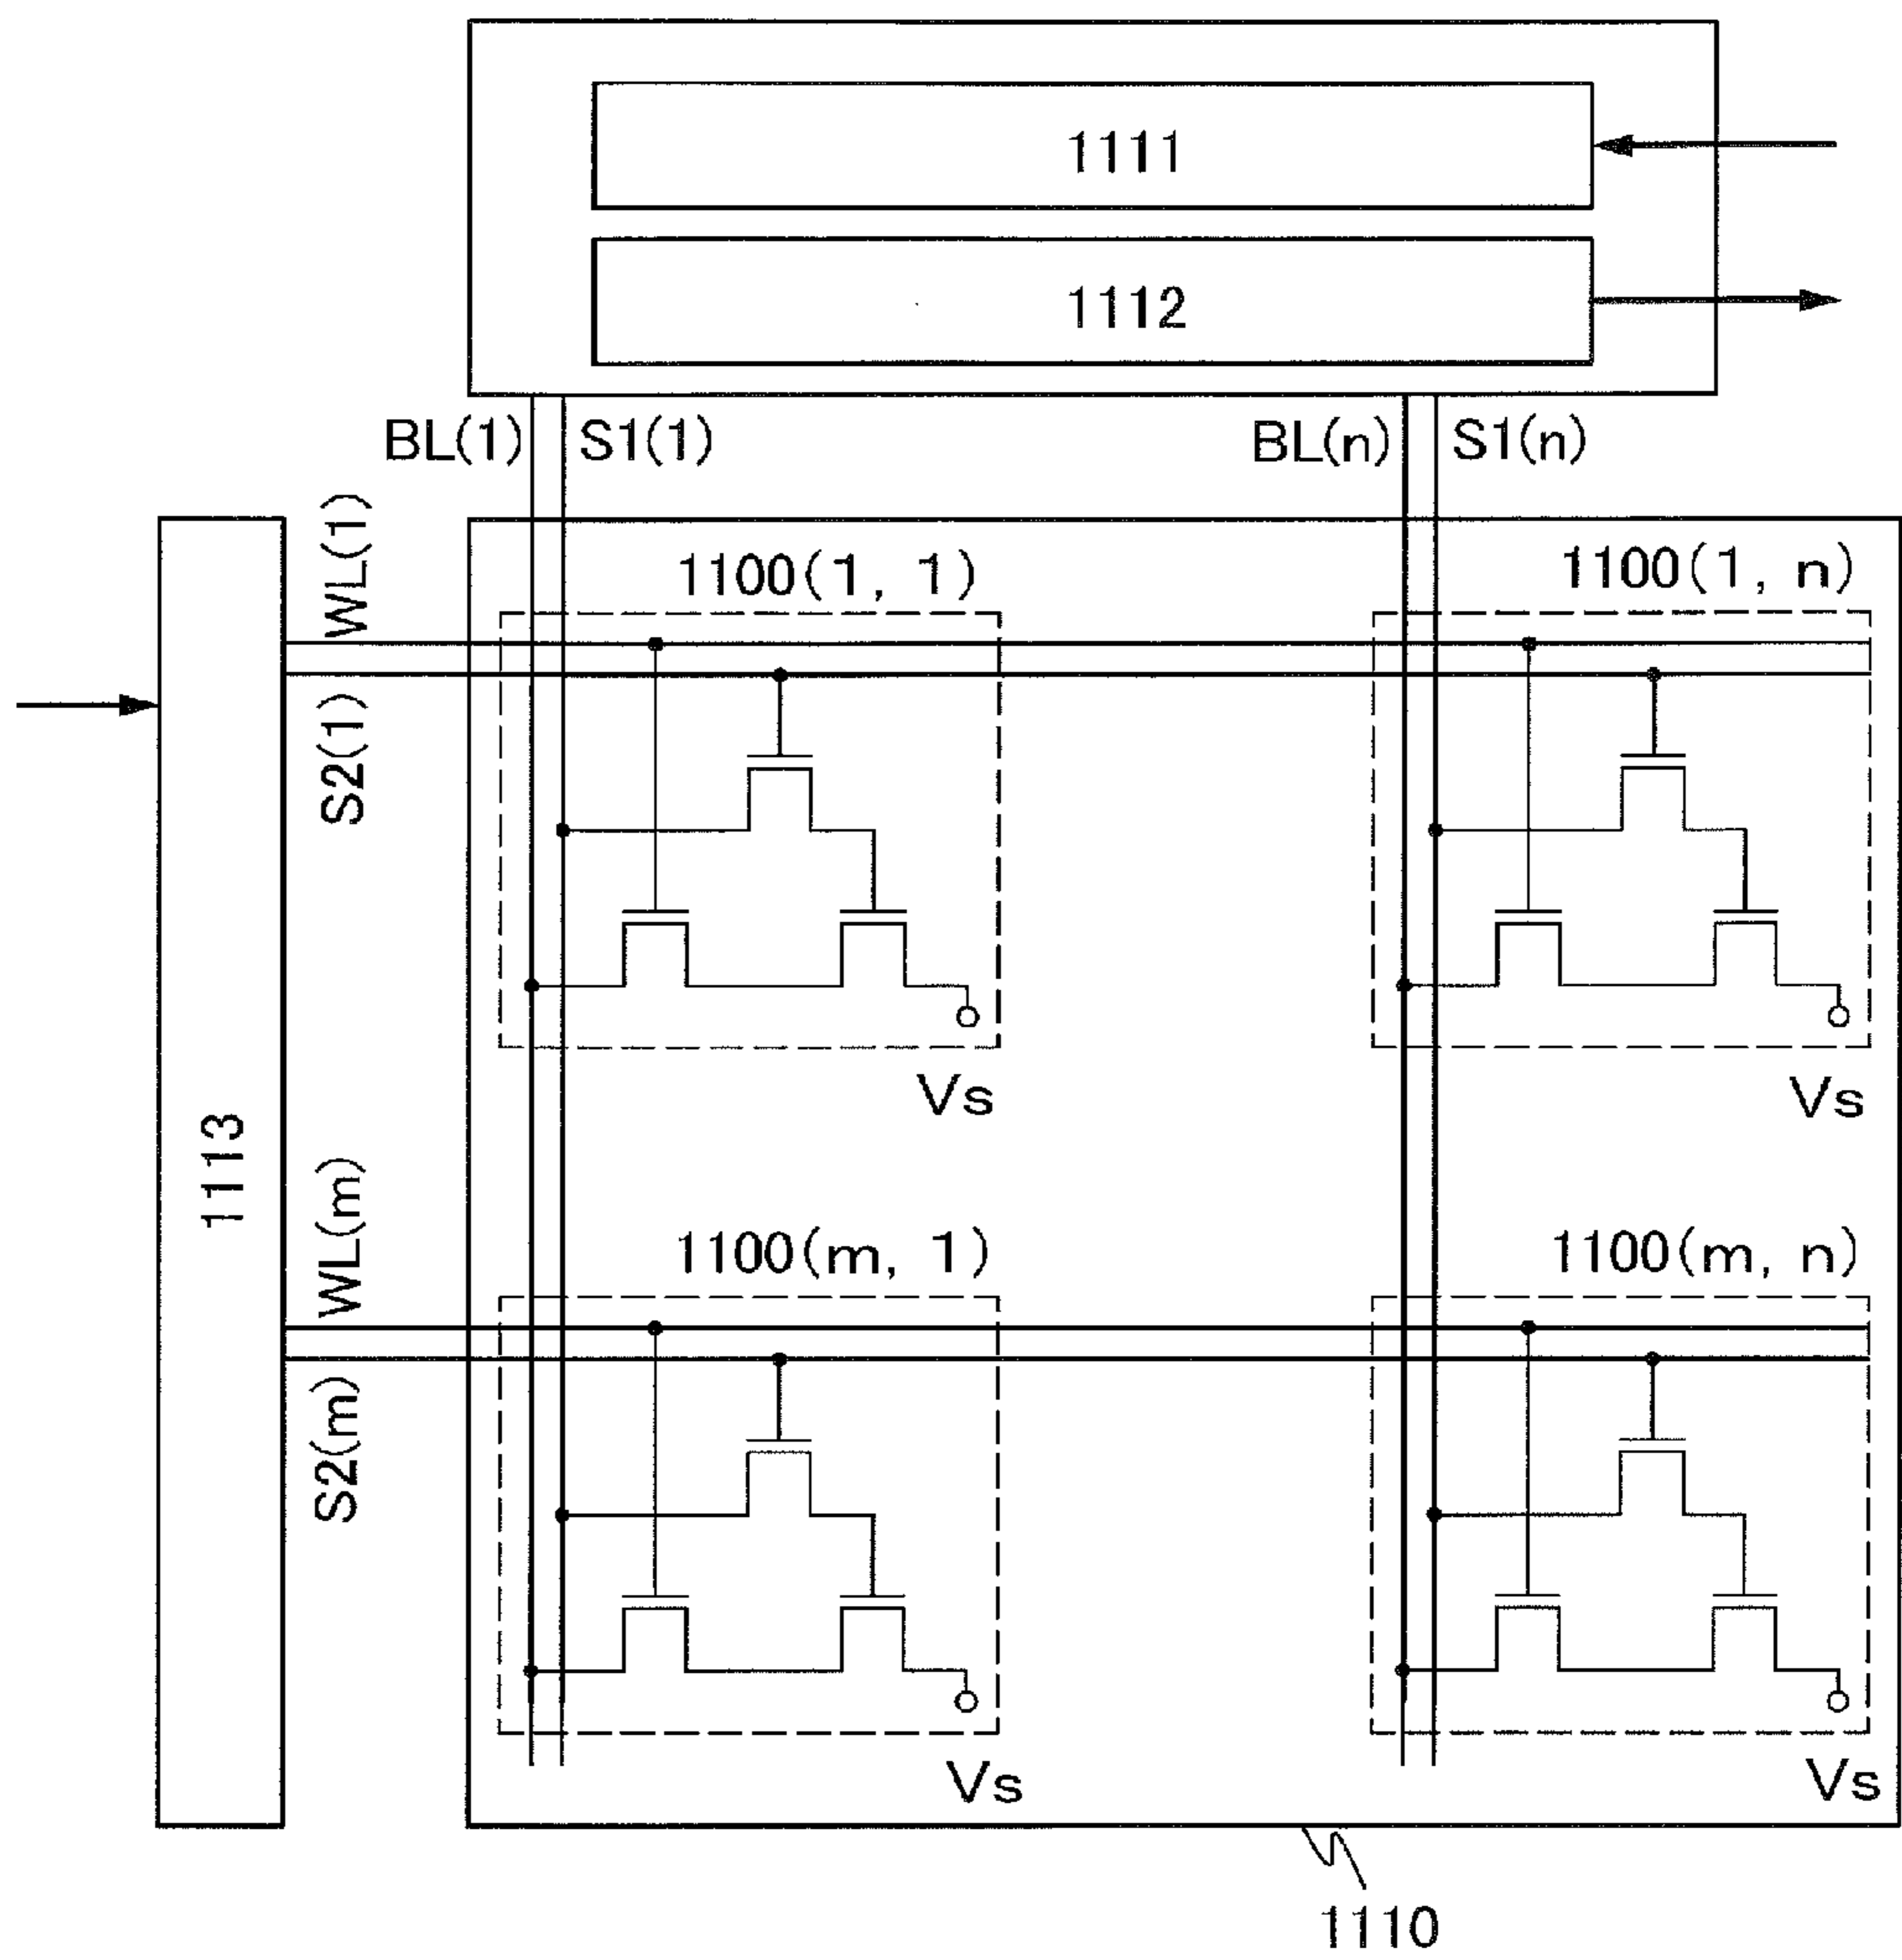 1111
1112
BL(1)
S1(1)
BL(n)
S1(n)
WL(1)
S2(1)
1100(1, 1)
1100(1, n)
Vs
Vs
1113
WL(m)
S2(m)
1100(m, 1)
1100(m, n)
Vs
Vs
1110